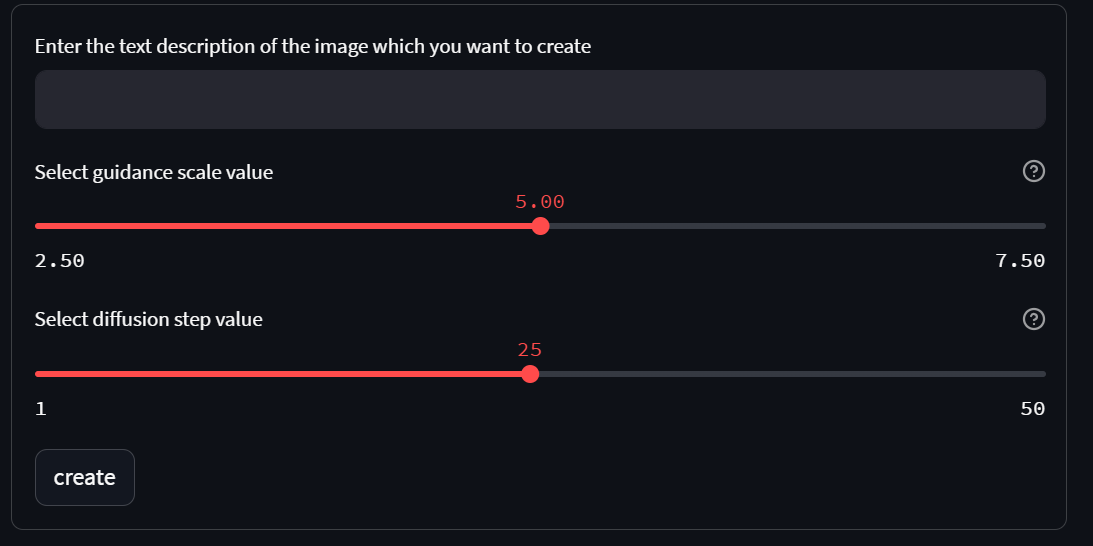 Enter the text description of the image which you want to create
Select guidance scale value
5.00
2.50 7.50
Select diffusion step value
25
1 50
create